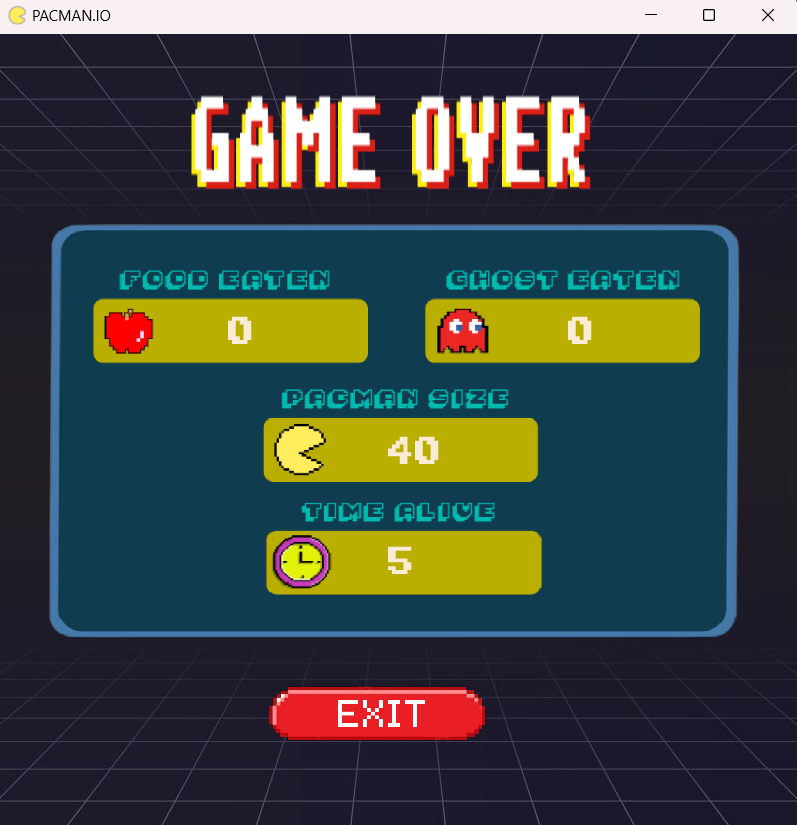 PACMAN.IO
GAME OVER
FOOD EATEN
GHOST EATEN
0
0
PACMAN SIZE
40
TIME ALIVE
5
EXIT